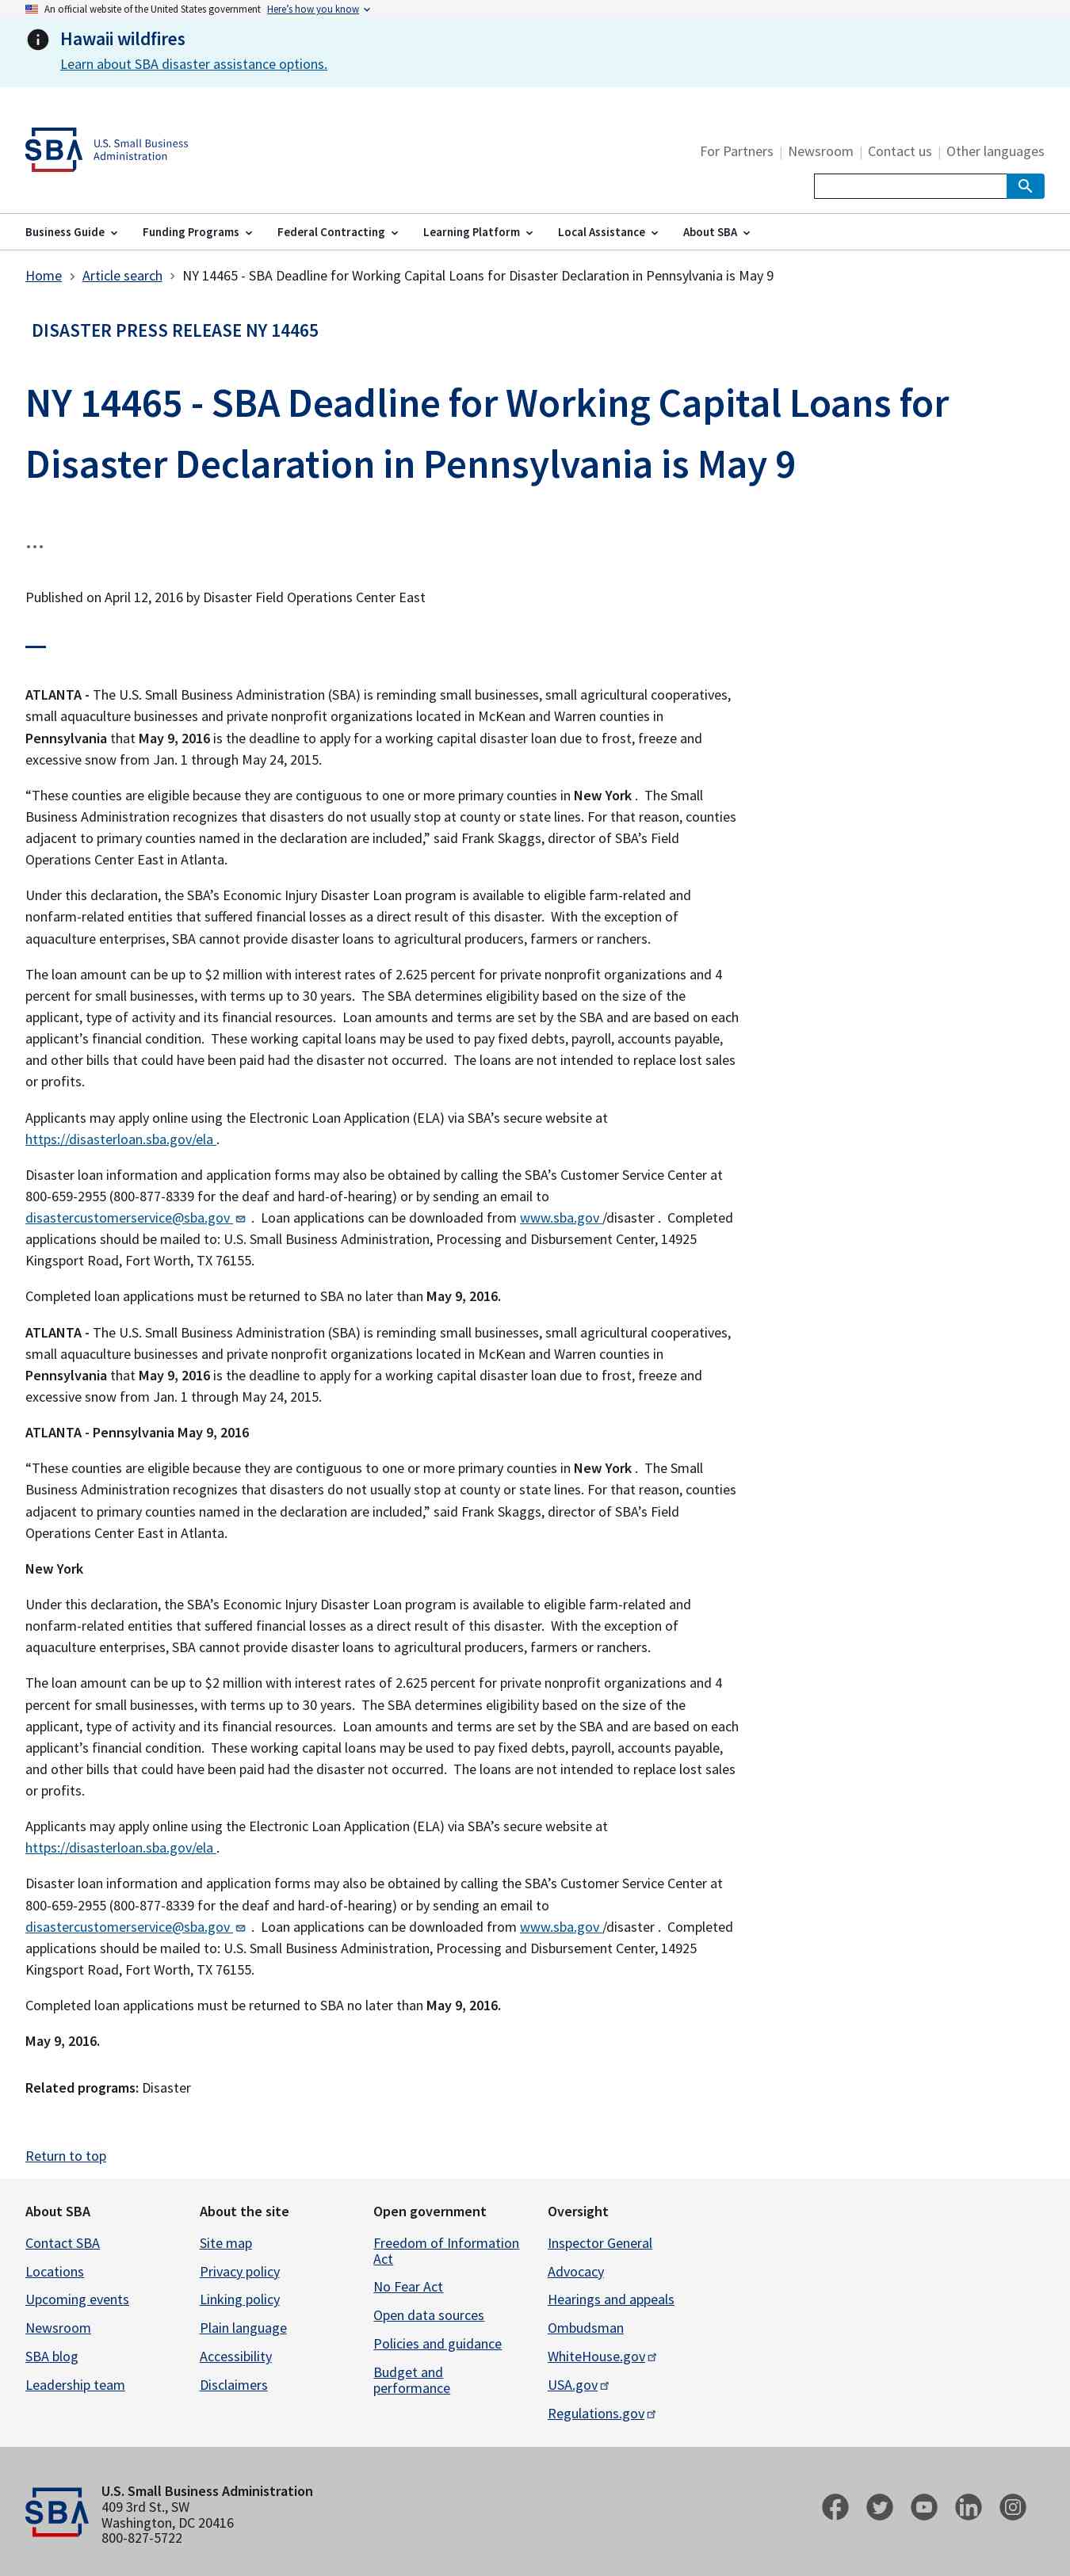 An official website of the United States government Here's how you know
Hawaii wildfires
Learn about SBA disaster assistance options.
SBA U.S. Small Business
Administration
For Partners | Newsroom | Contact us | Other languages
Business Guide Funding Programs Federal Contracting Learning Platform Local Assistance About SBA
Home Article search NY 14465 - SBA Deadline for Working Capital Loans for Disaster Declaration in Pennsylvania is May 9
DISASTER PRESS RELEASE NY 14465
NY 14465 - SBA Deadline for Working Capital Loans for
Disaster Declaration in Pennsylvania is May 9
...
Published on April 12, 2016 by Disaster Field Operations Center East
ATLANTA - The U.S. Small Business Administration (SBA) is reminding small businesses, small agricultural cooperatives,
small aquaculture businesses and private nonprofit organizations located in McKean and Warren counties in
Pennsylvania that May 9, 2016 is the deadline to apply for a working capital disaster loan due to frost, freeze and
excessive snow from Jan. 1 through May 24, 2015.
“These counties are eligible because they are contiguous to one or more primary counties in New York . The Small
Business Administration recognizes that disasters do not usually stop at county or state lines. For that reason, counties
adjacent to primary counties named in the declaration are included,” said Frank Skaggs, director of SBA’s Field
Operations Center East in Atlanta.
Under this declaration, the SBA’s Economic Injury Disaster Loan program is available to eligible farm-related and
nonfarm-related entities that suffered financial losses as a direct result of this disaster. With the exception of
aquaculture enterprises, SBA cannot provide disaster loans to agricultural producers, farmers or ranchers.
The loan amount can be up to $2 million with interest rates of 2.625 percent for private nonprofit organizations and 4
percent for small businesses, with terms up to 30 years. The SBA determines eligibility based on the size of the
applicant, type of activity and its financial resources. Loan amounts and terms are set by the SBA and are based on each
applicant’s financial condition. These working capital loans may be used to pay fixed debts, payroll, accounts payable,
and other bills that could have been paid had the disaster not occurred. The loans are not intended to replace lost sales
or profits.
Applicants may apply online using the Electronic Loan Application (ELA) via SBA’s secure website at
https://disasterloan.sba.gov/ela .
Disaster loan information and application forms may also be obtained by calling the SBA’s Customer Service Center at
800-659-2955 (800-877-8339 for the deaf and hard-of-hearing) or by sending an email to
disastercustomerservice@sba.gov . Loan applications can be downloaded from www.sba.gov /disaster . Completed
applications should be mailed to: U.S. Small Business Administration, Processing and Disbursement Center, 14925
Kingsport Road, Fort Worth, TX 76155.
Completed loan applications must be returned to SBA no later than May 9, 2016.
ATLANTA - The U.S. Small Business Administration (SBA) is reminding small businesses, small agricultural cooperatives,
small aquaculture businesses and private nonprofit organizations located in McKean and Warren counties in
Pennsylvania that May 9, 2016 is the deadline to apply for a working capital disaster loan due to frost, freeze and
excessive snow from Jan. 1 through May 24, 2015.
ATLANTA - Pennsylvania May 9, 2016
“These counties are eligible because they are contiguous to one or more primary counties in New York . The Small
Business Administration recognizes that disasters do not usually stop at county or state lines. For that reason, counties
adjacent to primary counties named in the declaration are included,” said Frank Skaggs, director of SBA’s Field
Operations Center East in Atlanta.
New York
Under this declaration, the SBA’s Economic Injury Disaster Loan program is available to eligible farm-related and
nonfarm-related entities that suffered financial losses as a direct result of this disaster. With the exception of
aquaculture enterprises, SBA cannot provide disaster loans to agricultural producers, farmers or ranchers.
The loan amount can be up to $2 million with interest rates of 2.625 percent for private nonprofit organizations and 4
percent for small businesses, with terms up to 30 years. The SBA determines eligibility based on the size of the
applicant, type of activity and its financial resources. Loan amounts and terms are set by the SBA and are based on each
applicant’s financial condition. These working capital loans may be used to pay fixed debts, payroll, accounts payable,
and other bills that could have been paid had the disaster not occurred. The loans are not intended to replace lost sales
or profits.
Applicants may apply online using the Electronic Loan Application (ELA) via SBA’s secure website at
https://disasterloan.sba.gov/ela .
Disaster loan information and application forms may also be obtained by calling the SBA’s Customer Service Center at
800-659-2955 (800-877-8339 for the deaf and hard-of-hearing) or by sending an email to
disastercustomerservice@sba.gov . Loan applications can be downloaded from www.sba.gov /disaster . Completed
applications should be mailed to: U.S. Small Business Administration, Processing and Disbursement Center, 14925
Kingsport Road, Fort Worth, TX 76155.
Completed loan applications must be returned to SBA no later than May 9, 2016.
May 9, 2016.
Related programs: Disaster
Return to top
About SBA
Contact SBA
Locations
Upcoming events
Newsroom
SBA blog
Leadership team
About the site
Site map
Privacy policy
Linking policy
Plain language
Accessibility
Disclaimers
Open government
Freedom of Information
Act
No Fear Act
Open data sources
Policies and guidance
Budget and
performance
Oversight
Inspector General
Advocacy
Hearings and appeals
Ombudsman
WhiteHouse.gov
USA.gov
Regulations.gov
SBA
U.S. Small Business Administration
409 3rd St., SW
Washington, DC 20416
800-827-5722